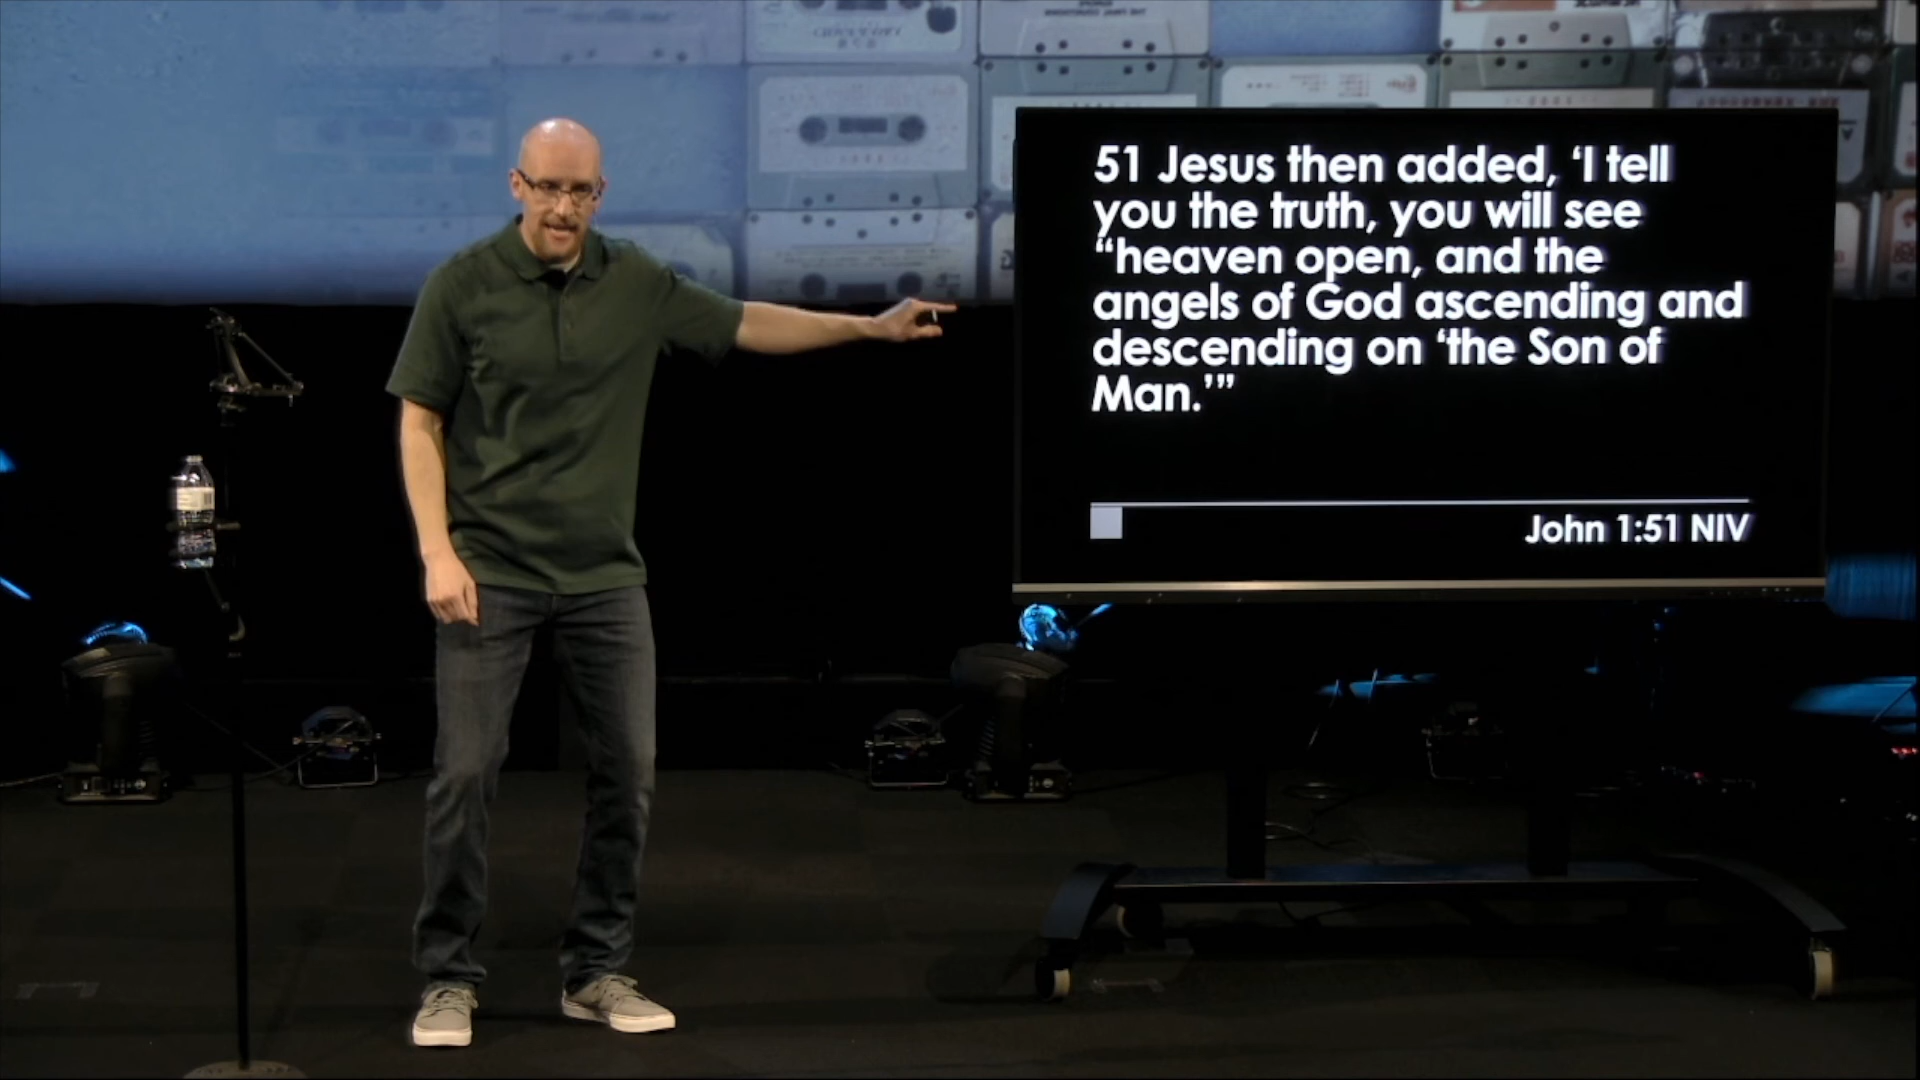 51 Jesus then added, ‘I tell
you the truth, you will see
“heaven open, and the
angels of God ascending and
descending on ‘the Son of
Man.’”
John 1:51 NIV